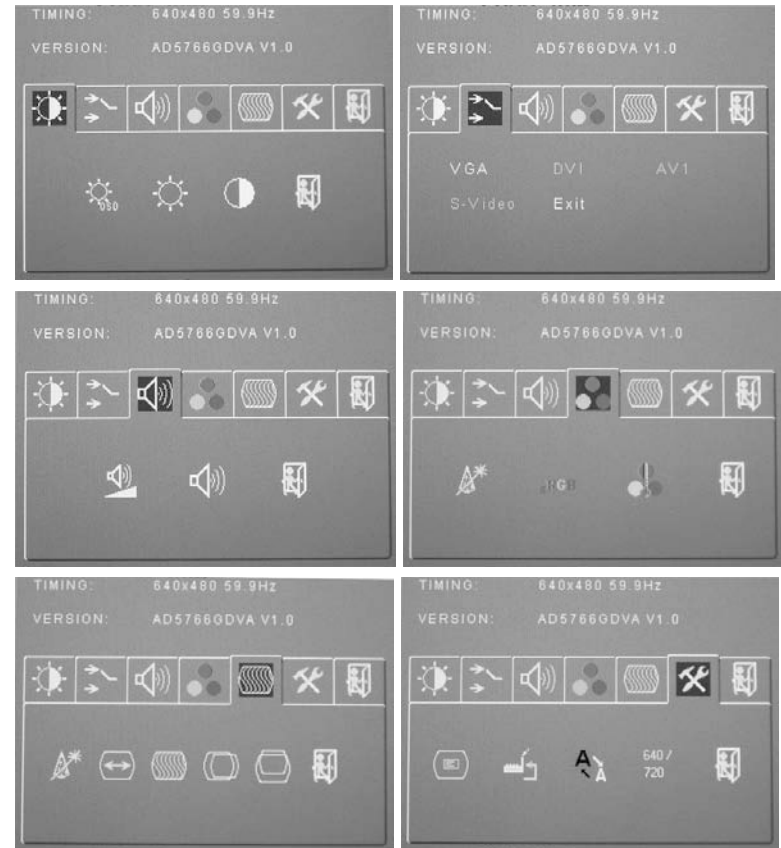 TIMING: 640x480 59.9Hz
VERSION: AD5766GDVA V1.0
OSD
TIMING: 640x480 59.9Hz
VERSION: AD5766GDVA V1.0
VGA DVI AV1
S-Video Exit
TIMING: 640x480 59.9Hz
VERSION: AD5766GDVA V1.0
TIMING: 640x480 59.9Hz
VERSION: AD5766GDVA V1.0
sRGB
TIMING: 640x480 59.9Hz
VERSION: AD5766GDVA V1.0
TIMING: 640x480 59.9Hz
VERSION: AD5766GDVA V1.0
A A 640 /
720